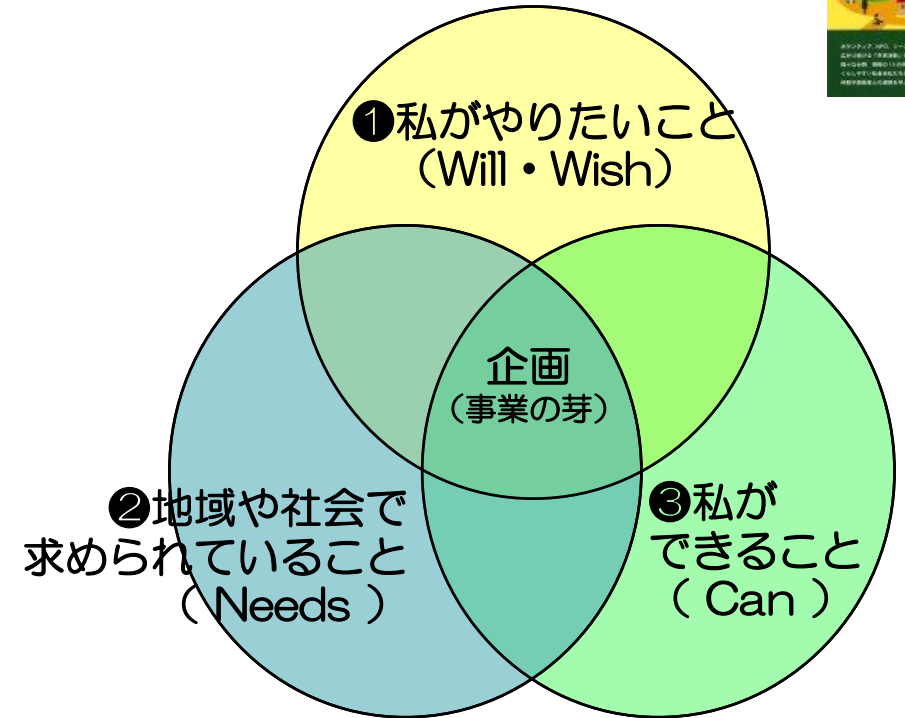 ❶私がやりたいこと
（Will・Wish）
企画
（事業の芽）
❷地域や社会で
求められていること
（ Needs ）
❸私が
できること
（ Can ）